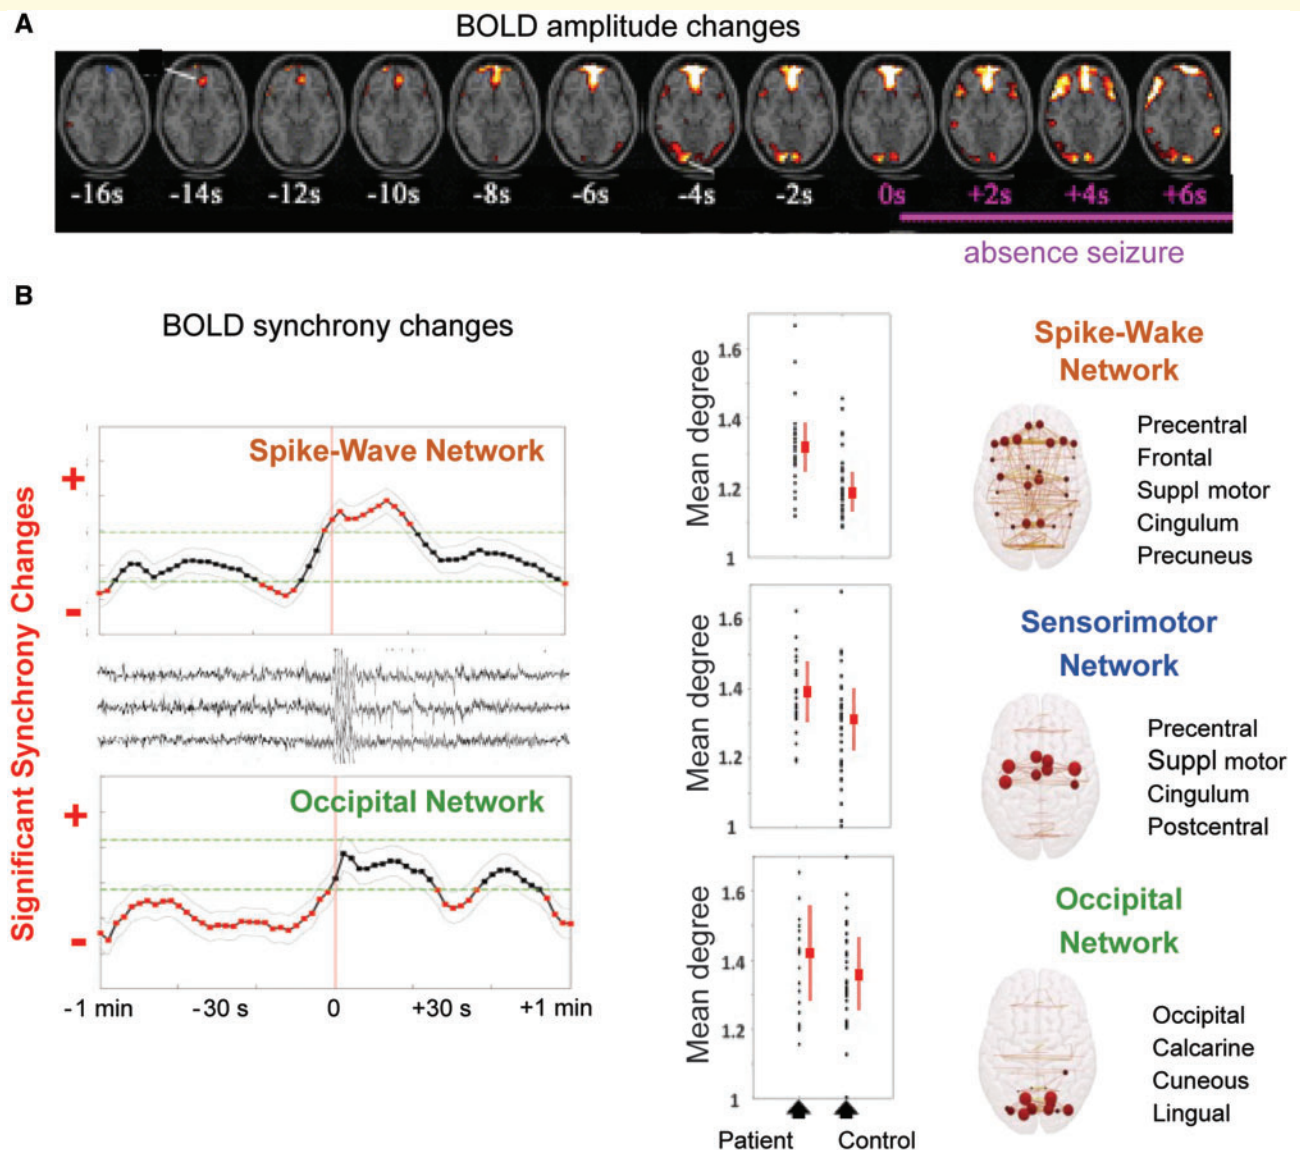 A
BOLD amplitude changes
-16s -14s -12s -10s -8s -6s -4s -2s 0s +2s +4s +6s
absence seizure
B
BOLD synchrony changes
Significant Synchrony Changes
+
Spike-Wave Network
-
+
Occipital Network
-
-1 min -30 s 0 +30 s +1 min
Mean degree
1.6
1.4
1.2
1
Spike-Wake
Network
Precentral
Frontal
Suppl motor
Cingulum
Precuneus
Mean degree
1.6
1.4
1.2
1
Sensorimotor
Network
Precentral
Suppl motor
Cingulum
Postcentral
Mean degree
1.6
1.4
1.2
1
Patient Control
Occipital
Network
Occipital
Calcarine
Cuneous
Lingual